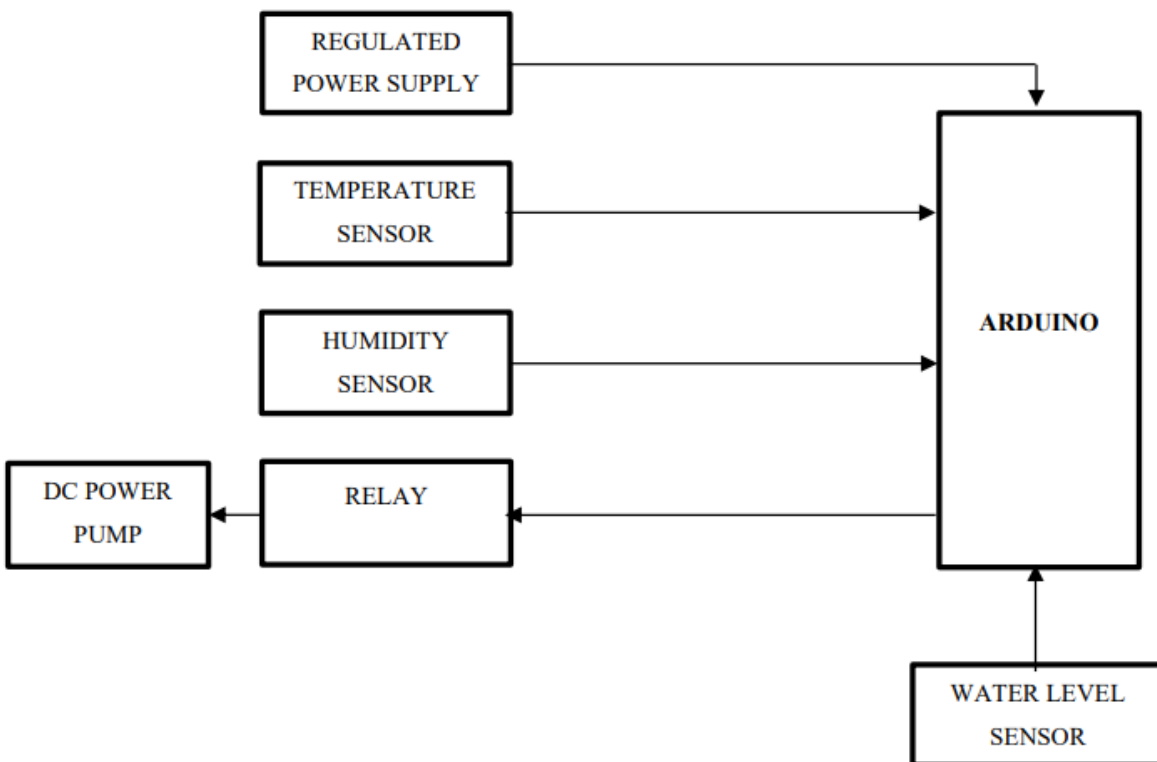 REGULATED
POWER SUPPLY
TEMPERATURE
SENSOR
HUMIDITY
SENSOR
ARDUINO
DC POWER
PUMP
RELAY
WATER LEVEL
SENSOR